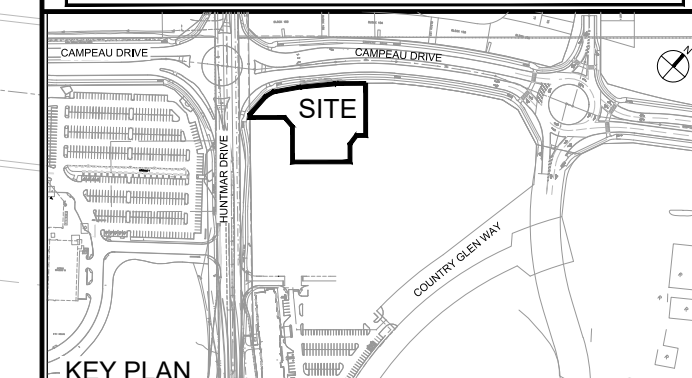 CAMPEAU DRIVE
CAMPEAU DRIVE
N
SITE
HUNTMAR DRIVE
COUNTRY GLEN WAY
KEY PLAN